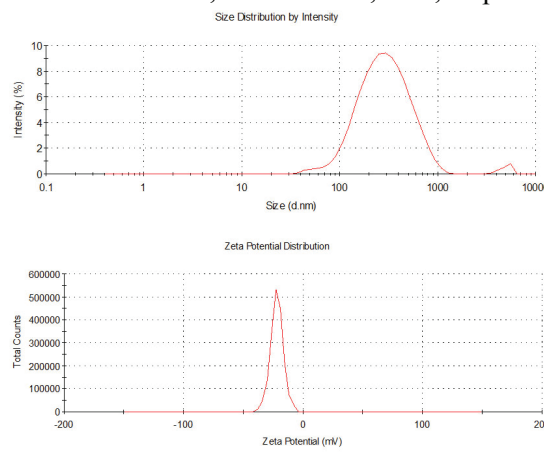 Size Distribution by Intensity
10
8
6
4
2
0
Intensity (%)
0.1 1 10 100 1000 10000
Size (d.nm)
Zeta Potential Distribution
600000
500000
400000
300000
200000
100000
0
Total Counts
-200 -100 0 100 200
Zeta Potential (mV)